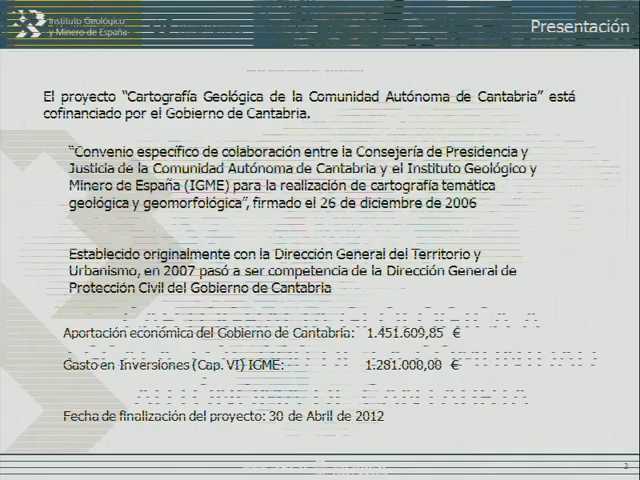 Instituto Geológico
y Minero de España
Presentación
El proyecto “Cartografía Geológica de la Comunidad Autónoma de Cantabria” está
cofinanciado por el Gobierno de Cantabria.
“Convenio específico de colaboración entre la Consejería de Presidencia y
Justicia de la Comunidad Autónoma de Cantabria y el Instituto Geológico y
Minero de España (IGME) para la realización de cartografía temática
geológica y geomorfológica”, firmado el 26 de diciembre de 2006
Establecido originalmente con la Dirección General del Territorio y
Urbanismo, en 2007 pasó a ser competencia de la Dirección General de
Protección Civil del Gobierno de Cantabria
Aportación económica del Gobierno de Cantabria: 1.451.609,85 €
Gasto en Inversiones (Cap. VI) IGME: 1.281.000,00 €
Fecha de finalización del proyecto: 30 de Abril de 2012
2